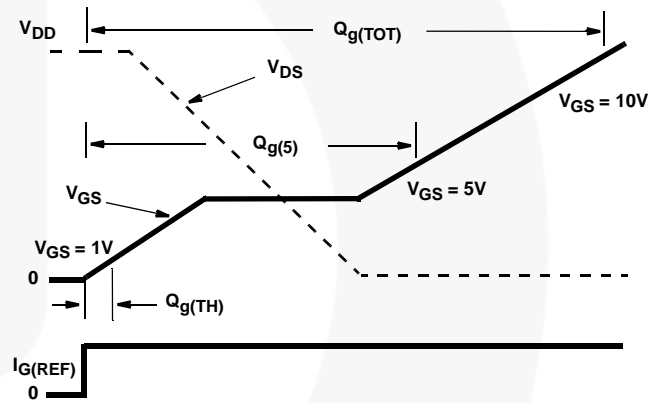 V_DD
Q_g(TOT)
V_DS
V_GS = 10V
Q_g(5)
V_GS
V_GS = 5V
V_GS = 1V
0
Q_g(TH)
I_G(REF)
0